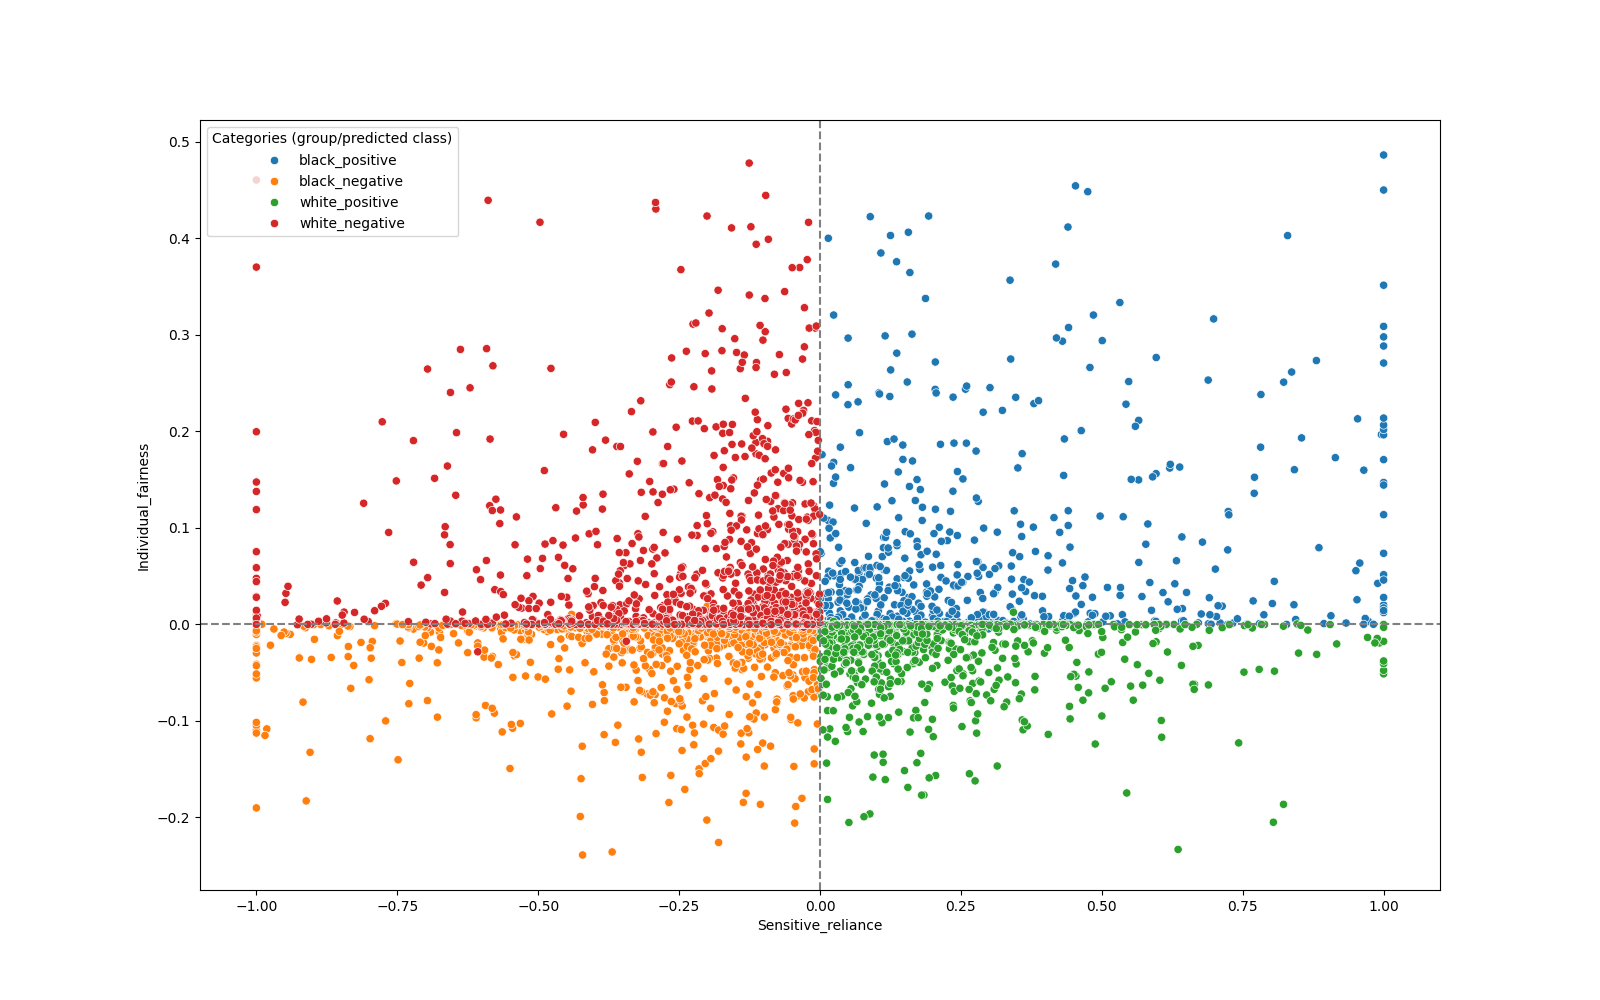 Categories (group/predicted class)
black_positive
black_negative
white_positive
white_negative
0.5
0.4
0.3
0.2
0.1
0.0
−0.1
−0.2
Individual_fairness
−1.00
−0.75
−0.50
−0.25
0.00
0.25
0.50
0.75
1.00
Sensitive_reliance